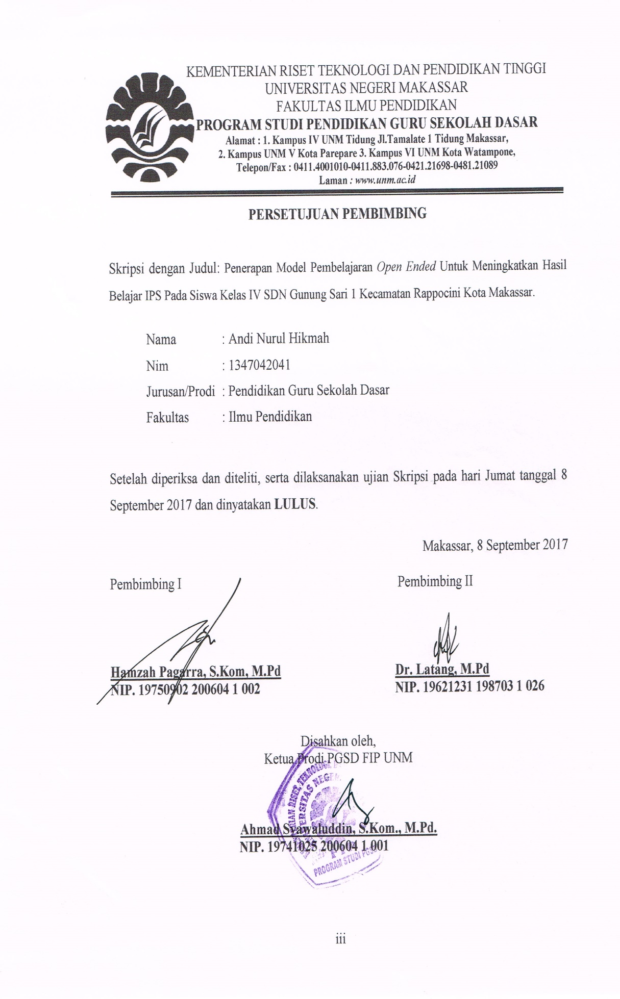 KEMENTERIAN RISET TEKNOLOGI DAN PENDIDIKAN TINGGI
UNIVERSITAS NEGERI MAKASSAR
FAKULTAS ILMU PENDIDIKAN
PROGRAM STUDI PENDIDIKAN GURU SEKOLAH DASAR
Alamat : 1. Kampus IV UNM Tidung Jl.Tamalate 1 Tidung Makassar,
2. Kampus UNM V Kota Parepare 3. Kampus VI UNM Kota Watampone,
Telepon/Fax : 0411.4001010-0411.883.076-0421.21698-0481.21089
Laman : www.unm.ac.id
PERSETUJUAN PEMBIMBING
Skripsi dengan Judul: Penerapan Model Pembelajaran Open Ended Untuk Meningkatkan Hasil
Belajar IPS Pada Siswa Kelas IV SDN Gunung Sari 1 Kecamatan Rappocini Kota Makassar.
Nama : Andi Nurul Hikmah
Nim : 1347042041
Jurusan/Prodi : Pendidikan Guru Sekolah Dasar
Fakultas : Ilmu Pendidikan
Setelah diperiksa dan diteliti, serta dilaksanakan ujian Skripsi pada hari Jumat tanggal 8
September 2017 dan dinyatakan LULUS.
Makassar, 8 September 2017
Pembimbing I Pembimbing II
Hamzah Pagarra, S.Kom, M.Pd Dr. Latang, M.Pd
NIP. 19750902 200604 1 002 NIP. 19621231 198703 1 026
Disahkan oleh,
Ketua Prodi PGSD FIP UNM
Ahmad Syawaluddin, S.Kom., M.Pd.
NIP. 19741025 200604 1 001
PROGRAM STUDI PGSD
iii